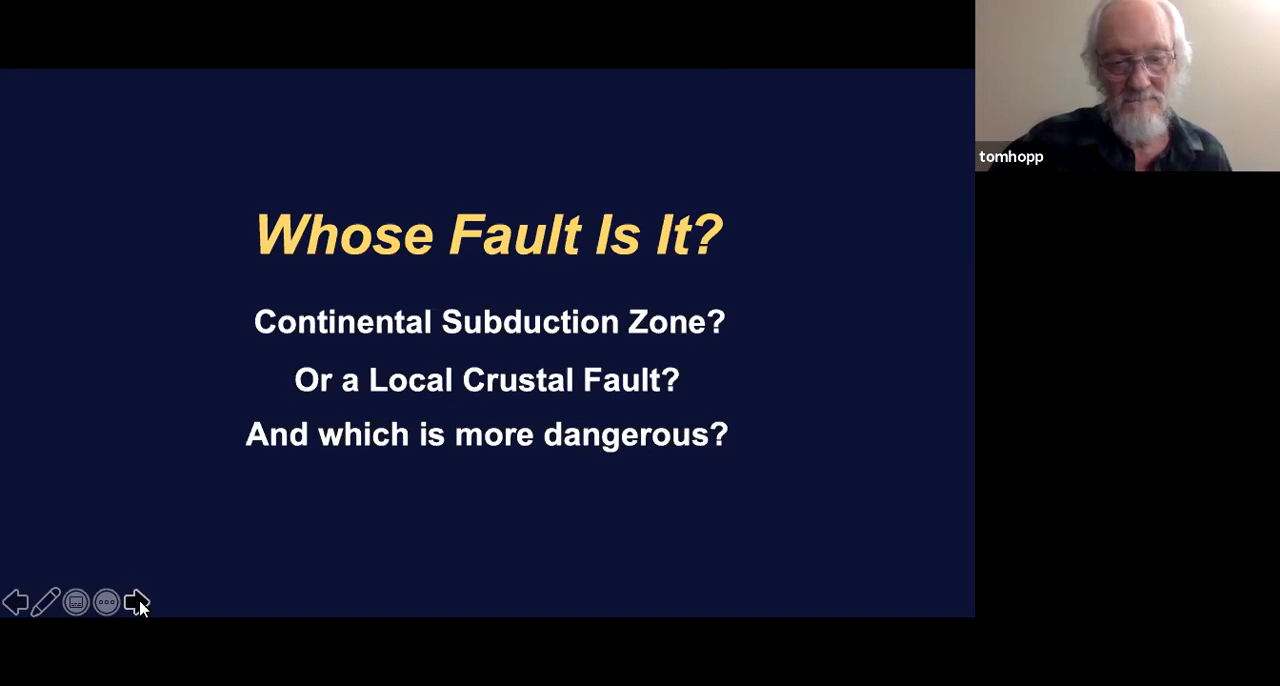 Whose Fault Is It?
Continental Subduction Zone?
Or a Local Crustal Fault?
And which is more dangerous?
tomhopp